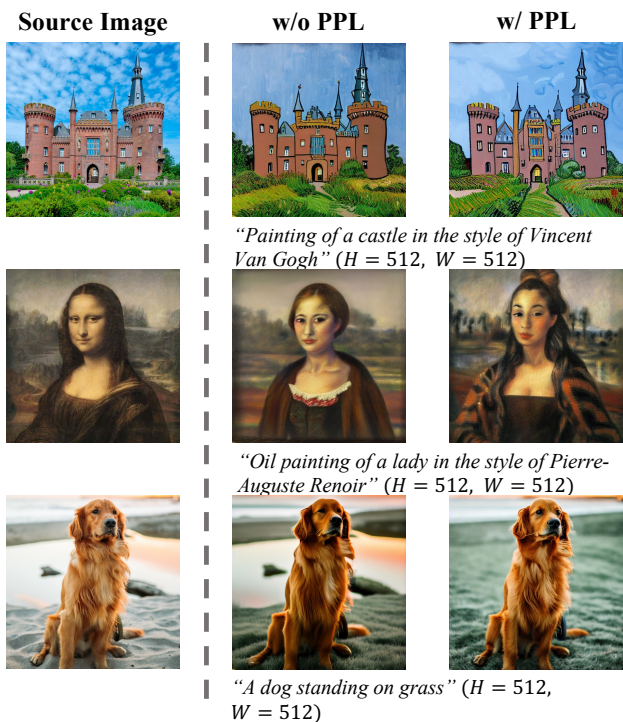 Source Image w/o PPL w/ PPL
“Painting of a castle in the style of Vincent
Van Gogh” (H = 512, W = 512)
“Oil painting of a lady in the style of Pierre-
Auguste Renoir” (H = 512, W = 512)
“A dog standing on grass” (H = 512,
W = 512)